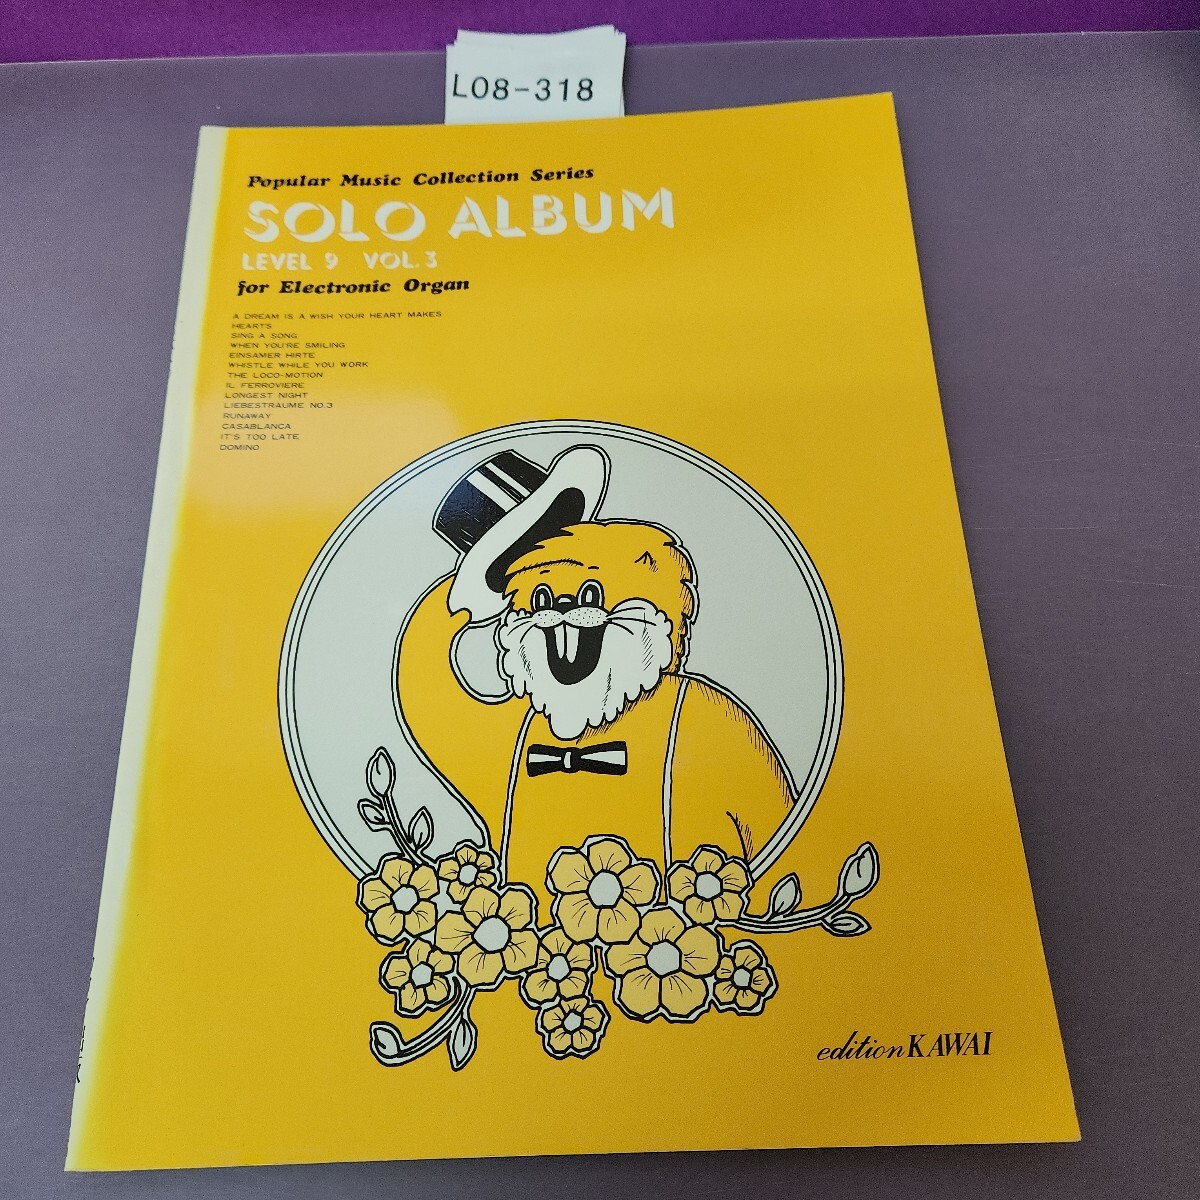 L08-318
Popular Music Collection Series
SOLO ALBUM
LEVEL 9 VOL.3
for Electronic Organ
A DREAM IS A WISH YOUR HEART MAKES
HEARTS
SING A SONG
WHEN YOU'RE SMILING
EINSAMER HIRTE
WHISTLE WHILE YOU WORK
THE LOCO-MOTION
IL FERROVIERE
LONGEST NIGHT
LIEBESTRAUME NO.3
RUNAWAY
CASABLANCA
IT'S TOO LATE
DOMINO
edition KAWAI